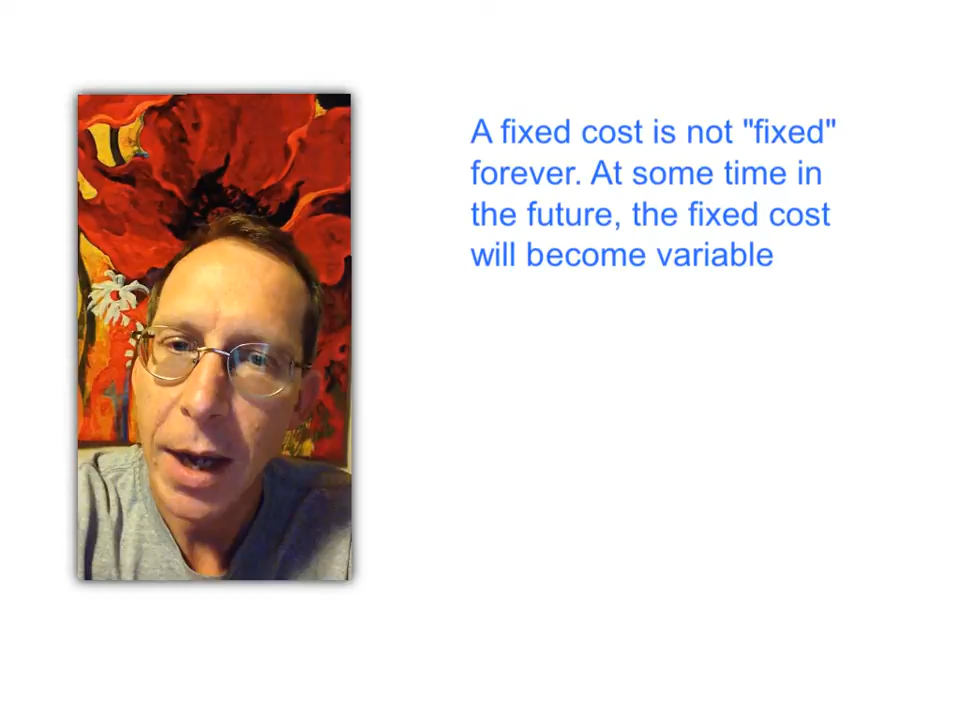 A fixed cost is not "fixed"
forever. At some time in
the future, the fixed cost
will become variable